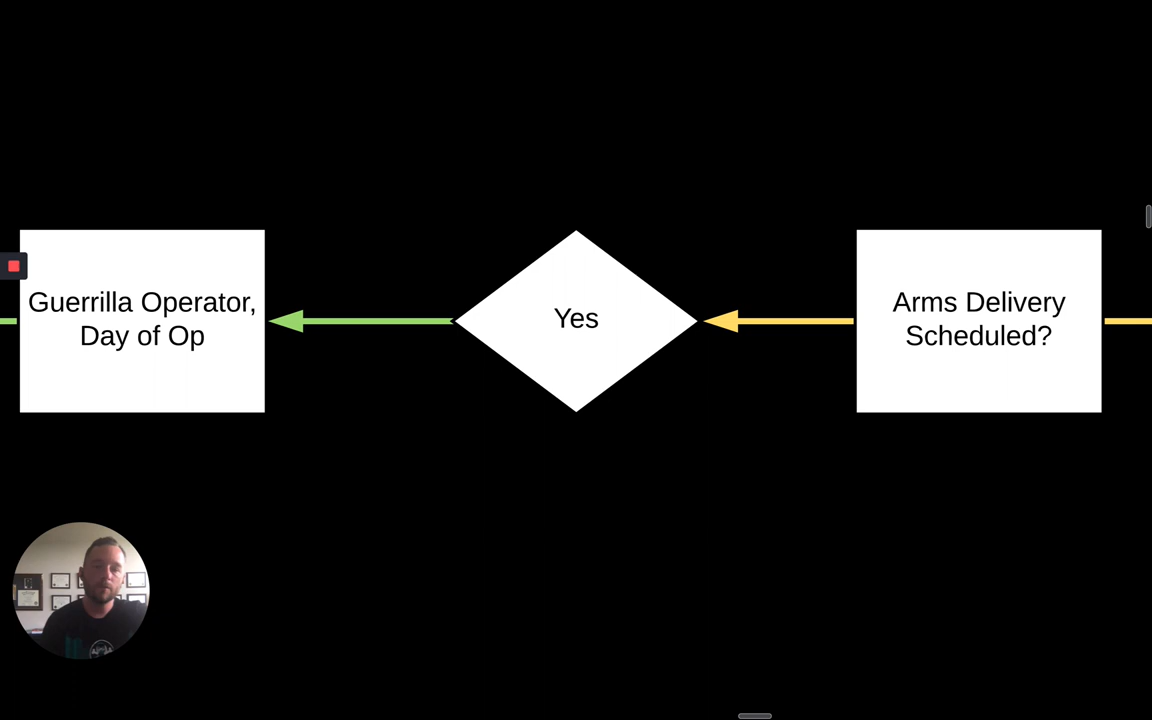 Guerrilla Operator,
Day of Op
Yes
Arms Delivery
Scheduled?